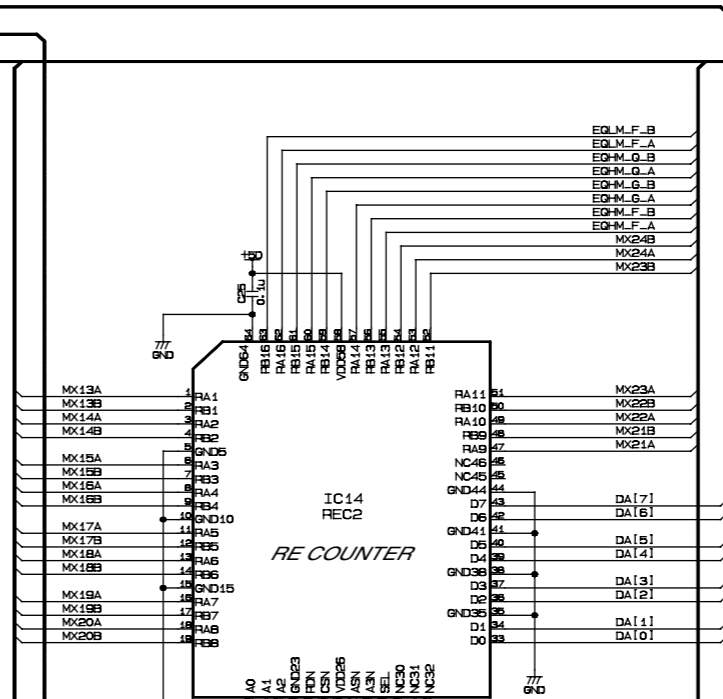 EQLM_F_B
EQLM_F_A
EQHM_Q_B
EQHM_Q_A
EQHM_G_B
EQHM_G_A
EQHM_F_B
EQHM_F_A
MX24B
MX24A
MX23B
+5D
C25
0.1u
GND
64 63 62 61 60 59 58 57 56 55 54 53 52
GND64 RB16 RA16 RB15 RA15 RB14 VDD58 RA14 RB13 RA13 RB12 RA12 RB11
MX13A 1 RA1
MX13B 2 RB1
MX14A 3 RA2
MX14B 4 RB2
5 GND5
MX15A 6 RA3
MX15B 7 RB3
MX16A 8 RA4
MX16B 9 RB4
10 GND10
MX17A 11 RA5
MX17B 12 RB5
MX18A 13 RA6
MX18B 14 RB6
15 GND15
MX19A 16 RA7
MX19B 17 RB7
MX20A 18 RA8
MX20B 19 RB8
IC14
REC2
RE COUNTER
RA11 51 MX23A
RB10 50 MX22B
RA10 49 MX22A
RB9 48 MX21B
RA9 47 MX21A
NC46 46
NC45 45
GND44 44
D7 43 DA[7]
D6 42 DA[6]
GND41 41
D5 40 DA[5]
D4 39 DA[4]
GND38 38
D3 37 DA[3]
D2 36 DA[2]
GND35 35
D1 34 DA[1]
D0 33 DA[0]
GND
A0 A1 A2 GND23 RDN CSN VDD26 ASN A3N SEL NC30 NC31 NC32